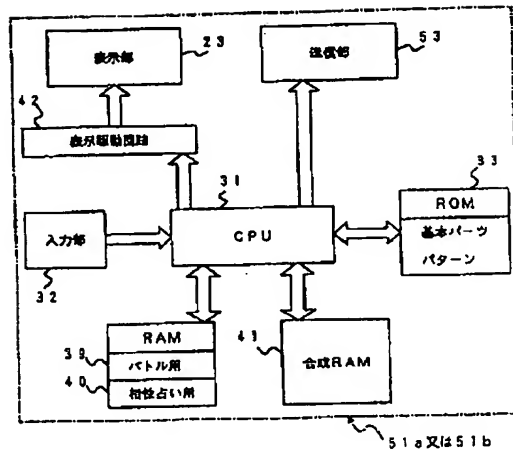 表示部
23
送信部
53
42
表示駆動回路
31
CPU
33
ROM
基本パーツ
パターン
入力部
32
RAM
39
バトル用
40
相性占い用
41
合成RAM
51a又は51b